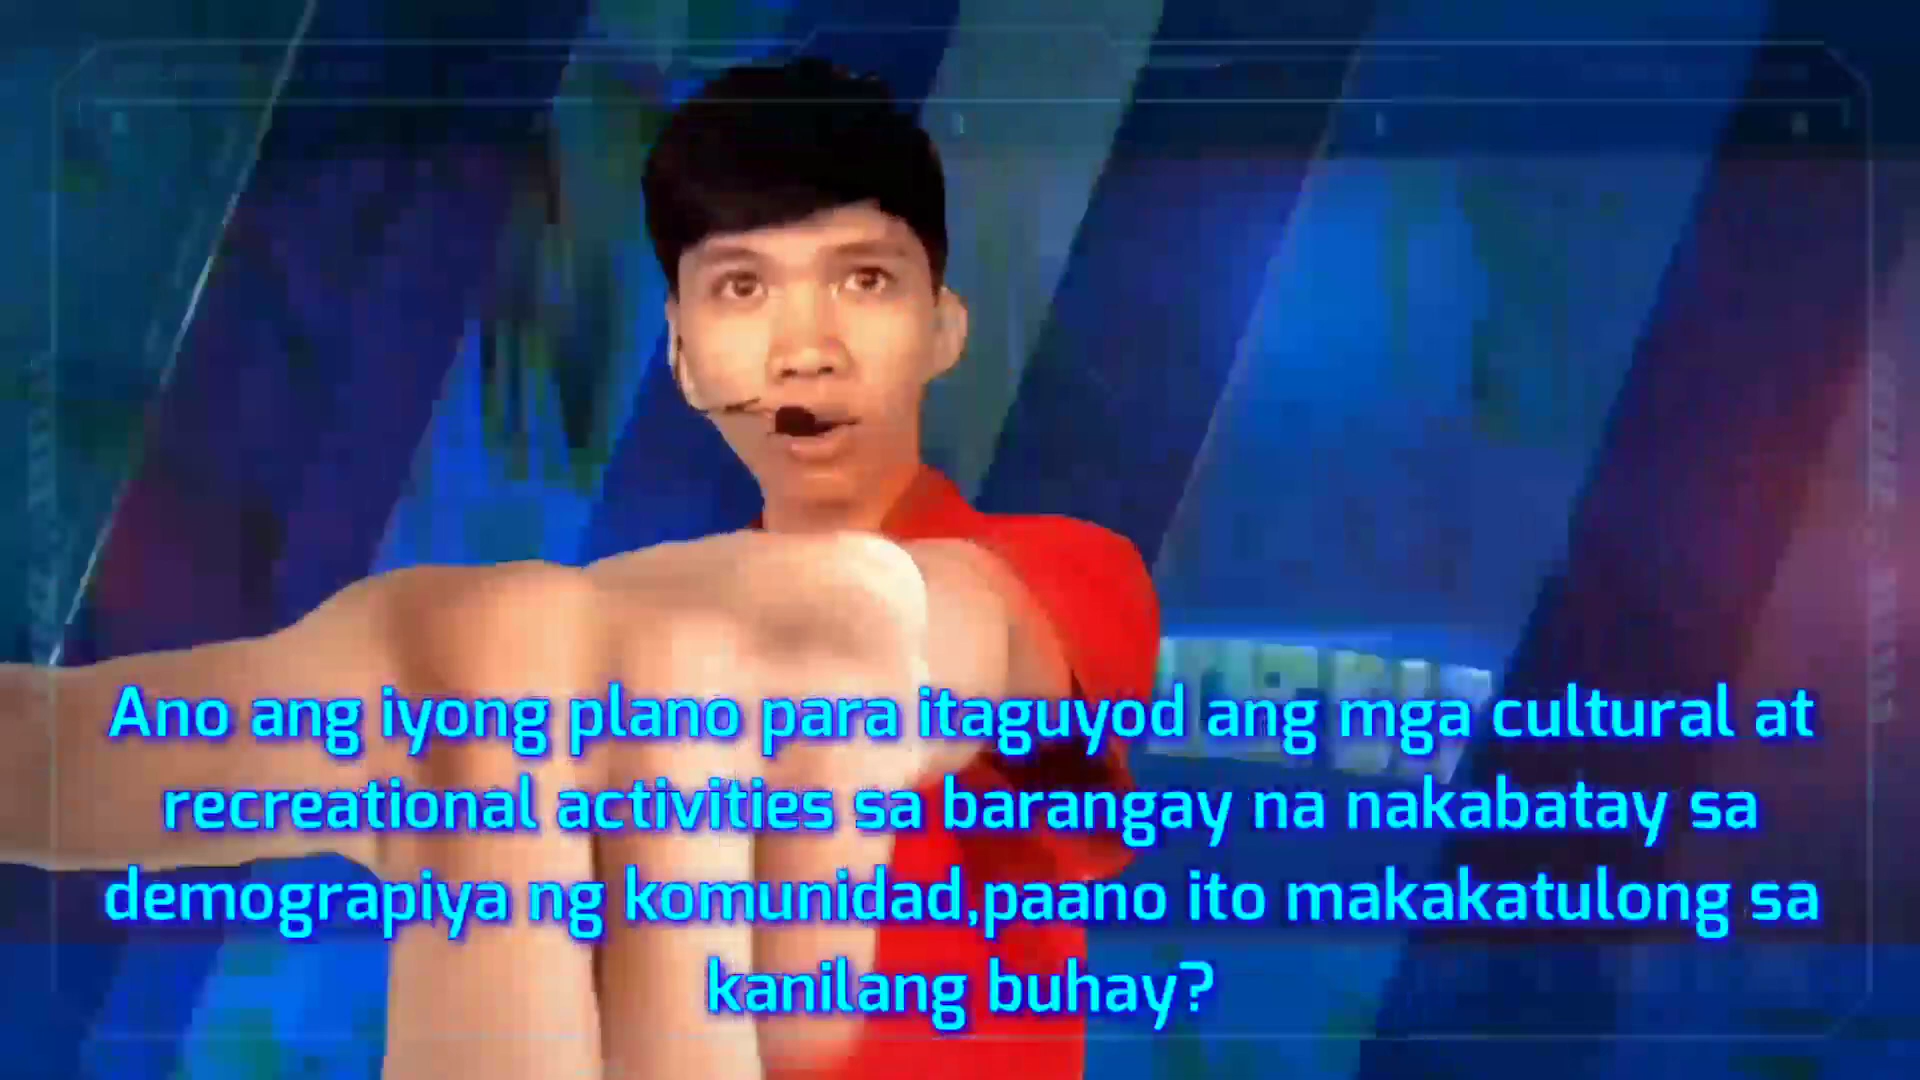 Ano ang iyong plano para itaguyod ang mga cultural at
recreational activities sa barangay na nakabatay sa
demograpiya ng komunidad,paano ito makakatulong sa
kanilang buhay?